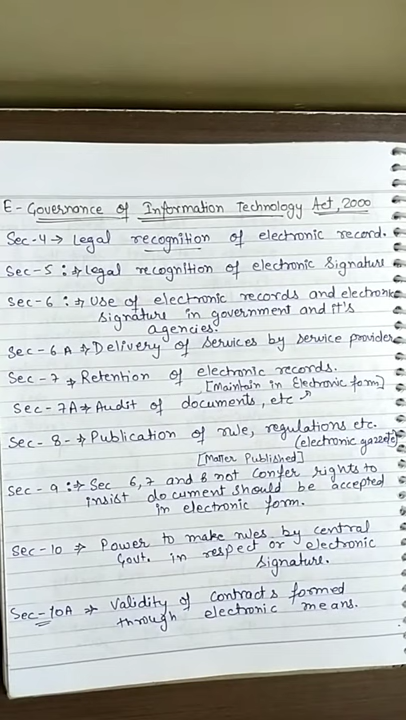 E-Governance of Information Technology Act, 2000
Sec-4 → Legal recognition of electronic record.
Sec-5 :→ Legal recognition of electronic Signature
Sec-6 :→ Use of electronic records and electronic
signature in government and it's
agencies.
Sec-6A → Delivery of services by service provider
Sec-7 → Retention of electronic records.
[Maintain in Electronic form]
Sec-7A → Audit of documents, etc →
Sec-8- → Publication of rule, regulations etc.
(electronic gazzete)
[Matter Published]
Sec-9 :→ Sec 6,7 and 8 not confer rights to
insist document should be accepted
in electronic form.
Sec-10 → Power to make rules by central
Govt. in respect or electronic
Signature.
Sec-10A → Validity of contracts formed
through electronic means.